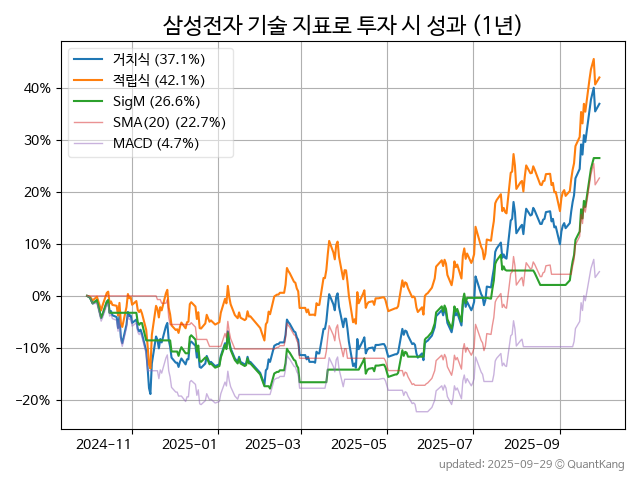 삼성전자 기술 지표로 투자 시 성과 (1년)
거치식 (37.1%)
적립식 (42.1%)
SigM (26.6%)
SMA(20) (22.7%)
MACD (4.7%)
40%
30%
20%
10%
0%
−10%
−20%
2024-11 2025-01 2025-03 2025-05 2025-07 2025-09
updated: 2025-09-29 © QuantKang